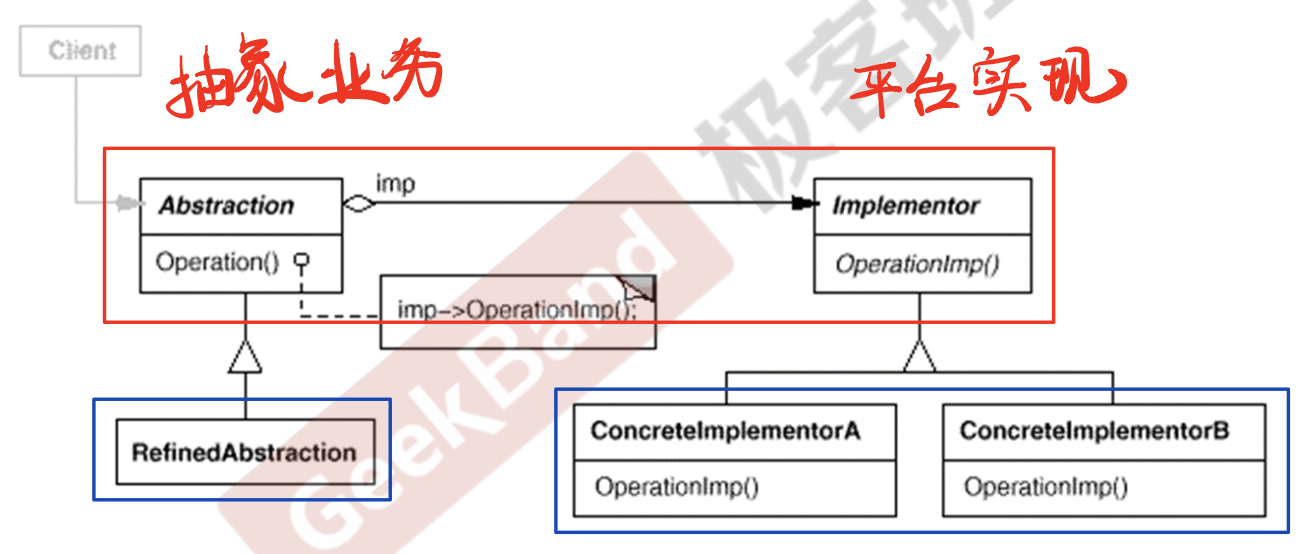 Client
抽象业务
平台实现
极客班
imp
Abstraction
Implementor
Operation()
OperationImp()
imp->OperationImp();
GeekBand
RefinedAbstraction
ConcreteImplementorA
ConcreteImplementorB
OperationImp()
OperationImp()